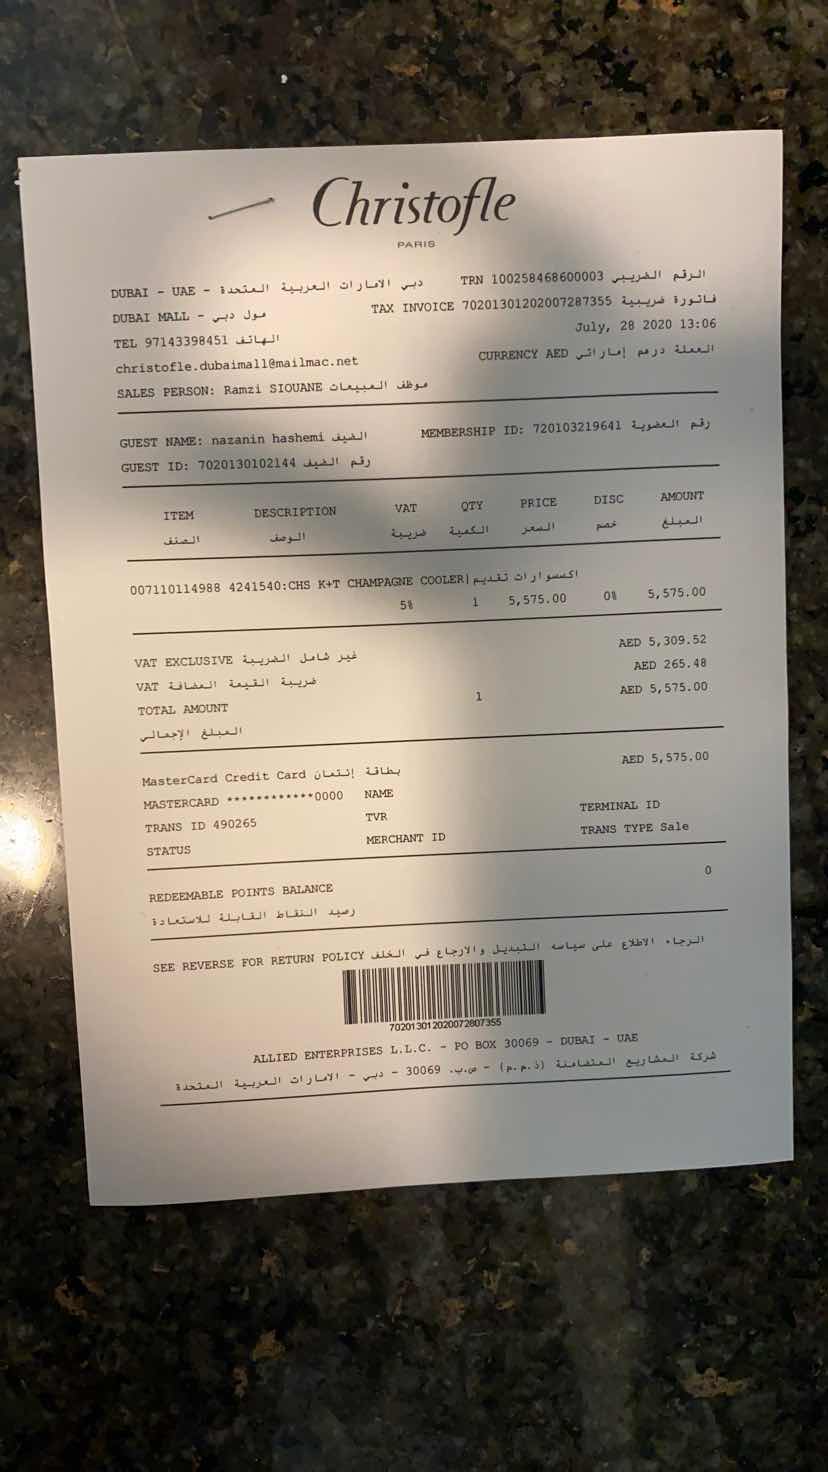 Christofle
PARIS
DUBAI - UAE - دبي الامارات العربية المتحدة
TRN 100258468600003 الرقم الضريبي
DUBAI MALL - مول دبي
TAX INVOICE 70201301202007287355 فاتورة ضريبية
TEL 97143398451 الهاتف
July, 28 2020 13:06
christofle.dubaimall@mailmac.net
CURRENCY AED العملة درهم إماراتي
SALES PERSON: Ramzi SIOUANE موظف المبيعات
GUEST NAME: nazanin hashemi الضيف
MEMBERSHIP ID: 720103219641 رقم العضوية
GUEST ID: 7020130102144 رقم الضيف
ITEM DESCRIPTION VAT QTY PRICE DISC AMOUNT
الصنف الوصف ضريبة الكمية السعر خصم المبلغ
007110114988 4241540:CHS K+T CHAMPAGNE COOLER|اكسسوارات تقديم
5% 1 5,575.00 0% 5,575.00
VAT EXCLUSIVE غير شامل الضريبة AED 5,309.52
VAT ضريبة القيمة المضافة AED 265.48
TOTAL AMOUNT 1 AED 5,575.00
المبلغ الإجمالي
MasterCard Credit Card بطاقة إئتمان AED 5,575.00
MASTERCARD ************0000 NAME
TRANS ID 490265 TVR TERMINAL ID
STATUS MERCHANT ID TRANS TYPE Sale
REDEEMABLE POINTS BALANCE 0
رصيد النقاط القابلة للاستعادة
SEE REVERSE FOR RETURN POLICY الرجاء الاطلاع على سياسه التبديل والارجاع في الخلف
70201301202007287355
ALLIED ENTERPRISES L.L.C. - PO BOX 30069 - DUBAI - UAE
شركة المشاريع المتضامنة (ذ.م.م) - ص.ب. 30069 - دبي - الامارات العربية المتحدة